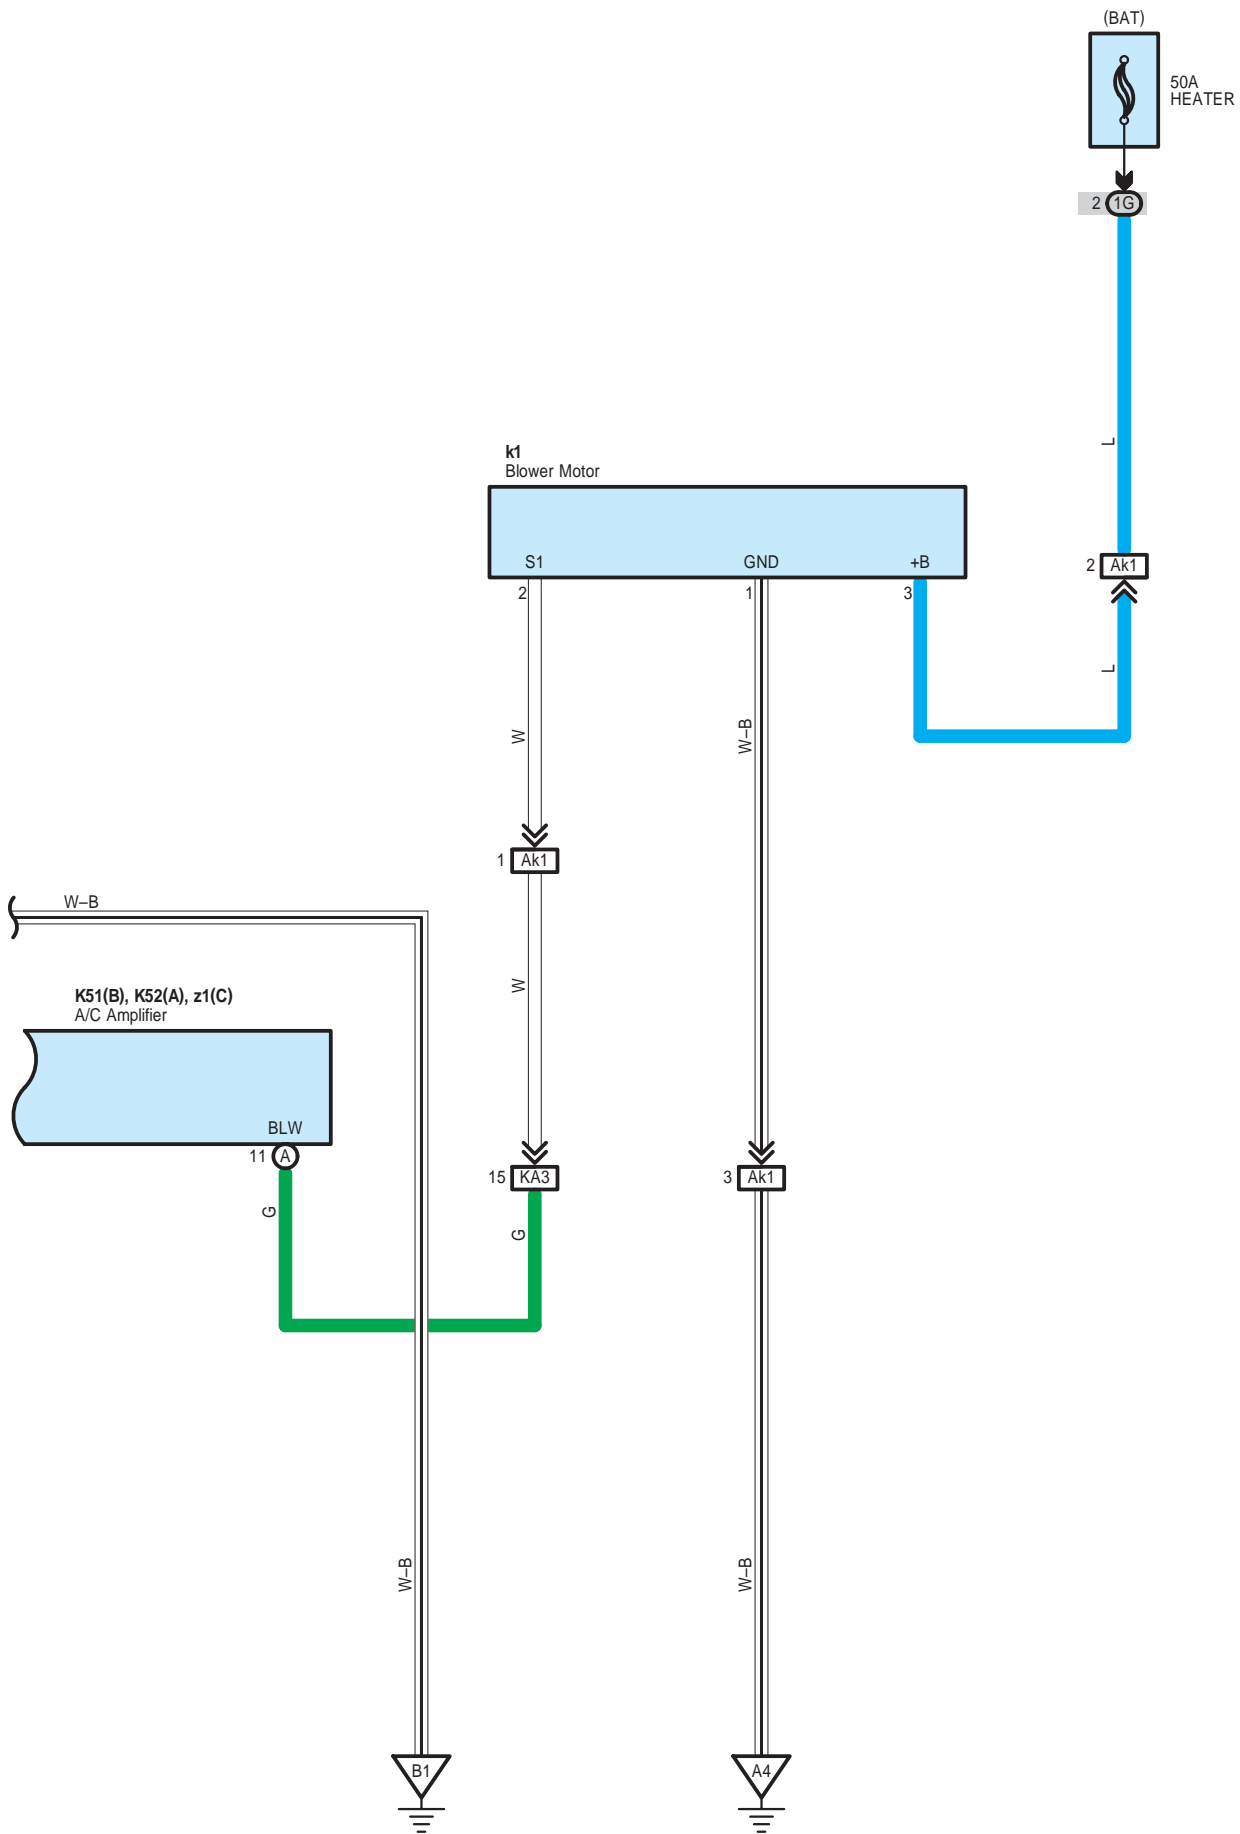 (BAT)
50A
HEATER
2 1G
L
k1
Blower Motor
S1 GND +B
2 1 3
2 Ak1
L
W
W–B
1 Ak1
W–B
W
K51(B), K52(A), z1(C)
A/C Amplifier
BLW
11 A
15 KA3
3 Ak1
G
G
W–B
W–B
B1
A4